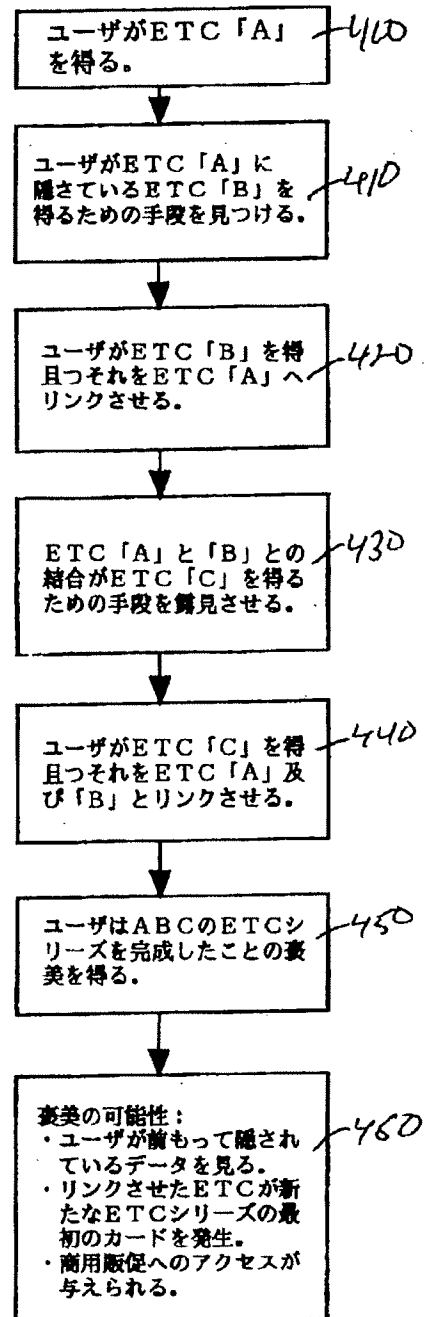 ユーザがETC「A」
を得る。
410
ユーザがETC「A」に
隠さているETC「B」を
得るための手段を見つける。
410
ユーザがETC「B」を得
且つそれをETC「A」へ
リンクさせる。
420
ETC「A」と「B」との
結合がETC「C」を得る
ための手段を露見させる。
430
ユーザがETC「C」を得
且つそれをETC「A」及
び「B」とリンクさせる。
440
ユーザはABCのETCシ
リーズを完成したことの褒
美を得る。
450
褒美の可能性：
・ユーザが前もって隠され
ているデータを見る。
・リンクさせたETCが新
たなETCシリーズの最
初のカードを発生。
・商用販促へのアクセスが
与えられる。
460